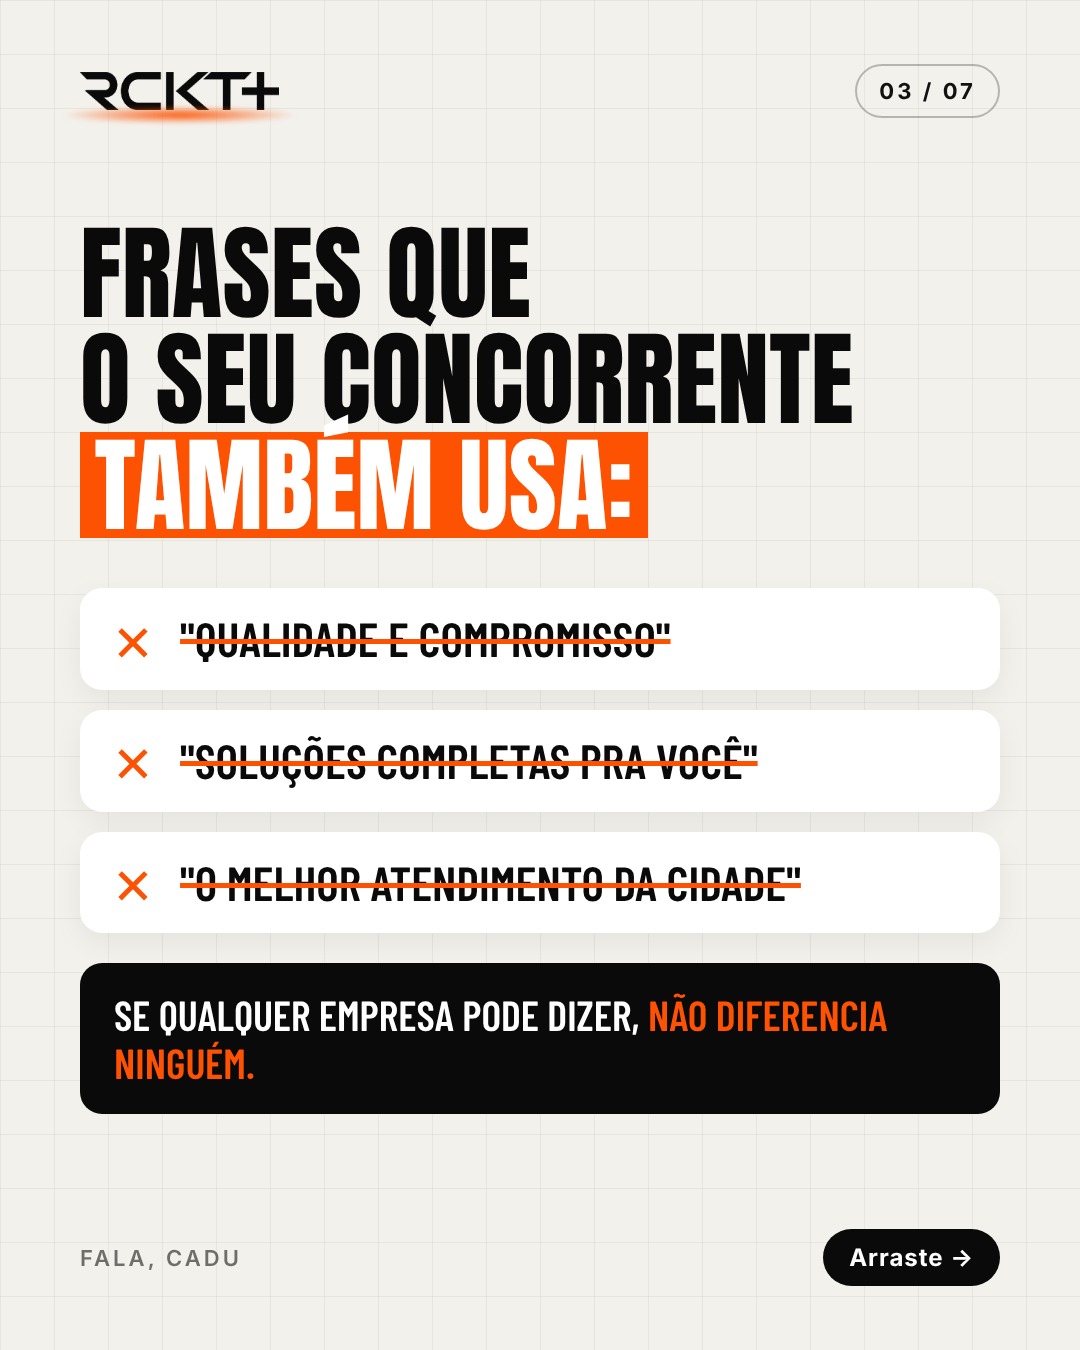 RCKT+
03 / 07
FRASES QUE
O SEU CONCORRENTE
TAMBÉM USA:
× "QUALIDADE E COMPROMISSO"
× "SOLUÇÕES COMPLETAS PRA VOCÊ"
× "O MELHOR ATENDIMENTO DA CIDADE"
SE QUALQUER EMPRESA PODE DIZER, NÃO DIFERENCIA
NINGUÉM.
FALA, CADU
Arraste →